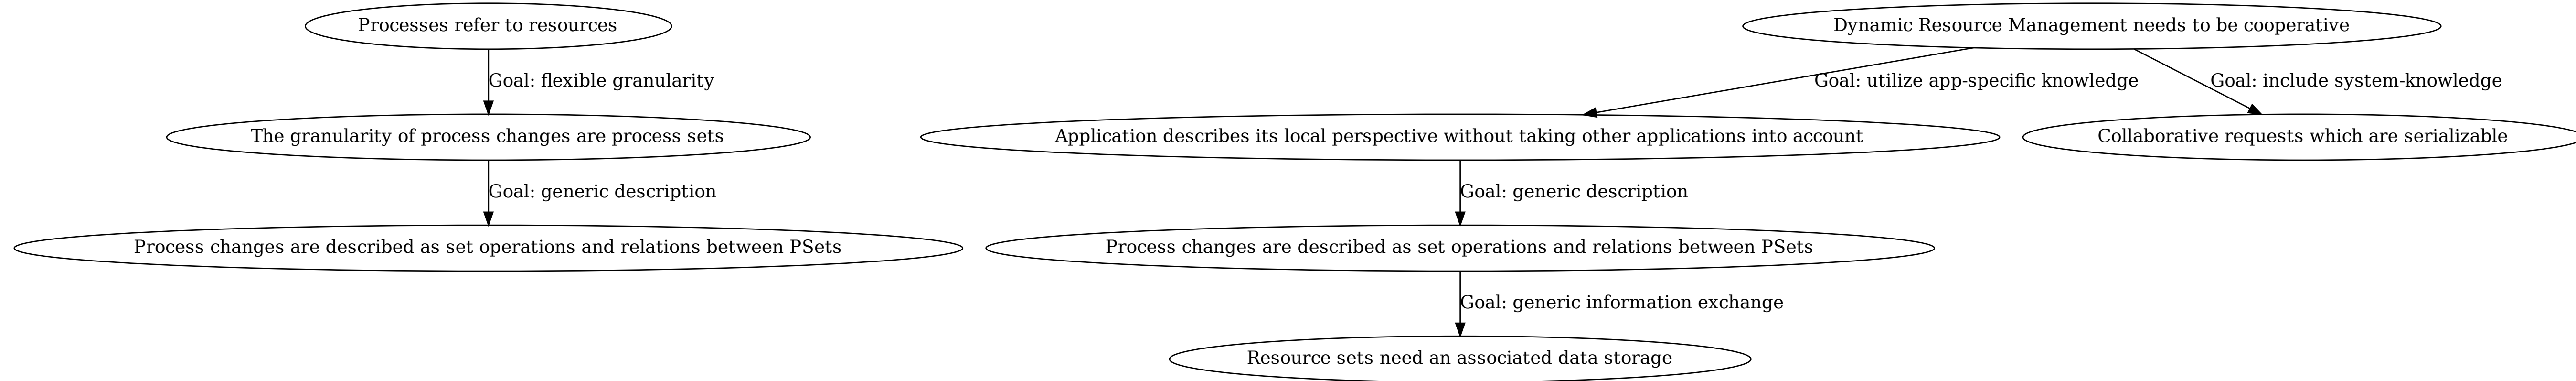 Processes refer to resources
Dynamic Resource Management needs to be cooperative
Goal: flexible granularity
Goal: utilize app-specific knowledge
Goal: include system-knowledge
The granularity of process changes are process sets
Application describes its local perspective without taking other applications into account
Collaborative requests which are serializable
Goal: generic description
Goal: generic description
Process changes are described as set operations and relations between PSets
Process changes are described as set operations and relations between PSets
Goal: generic information exchange
Resource sets need an associated data storage